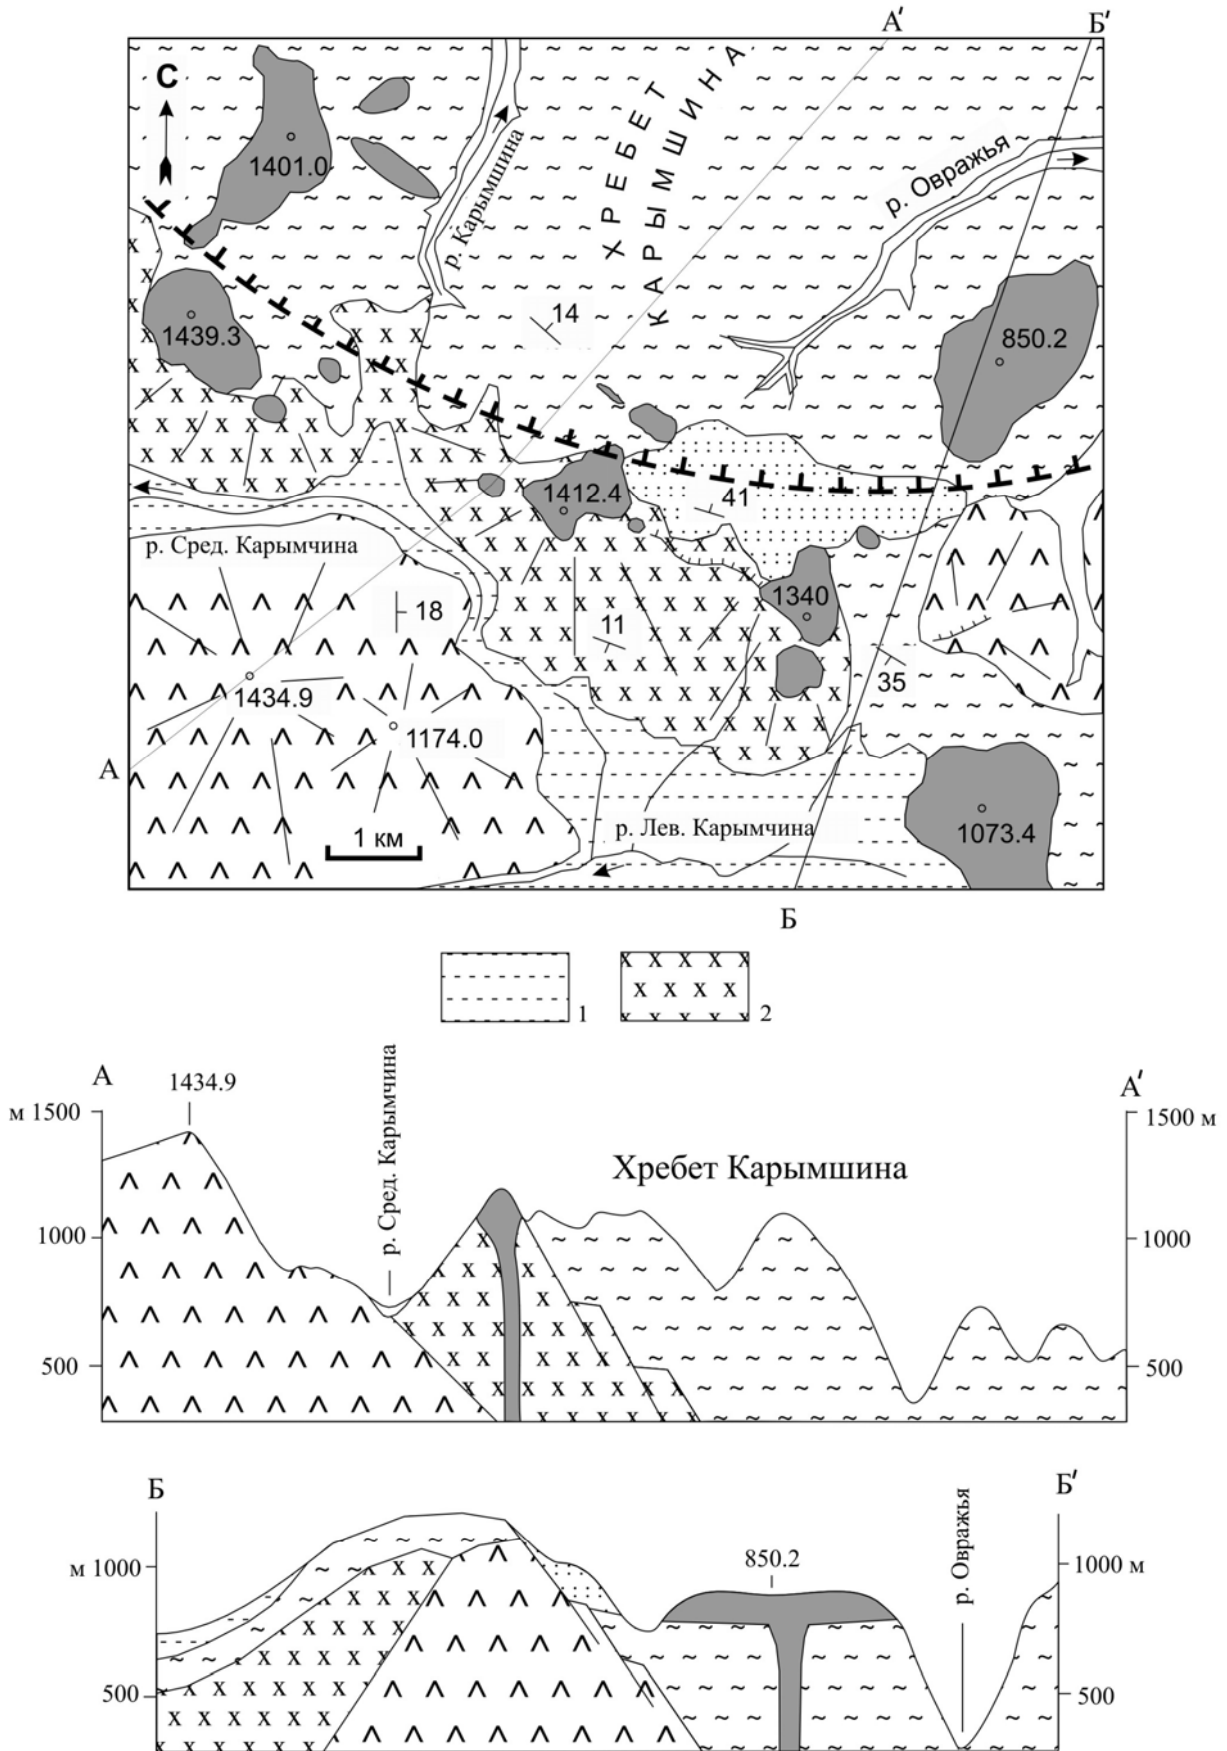 А′
Б′
С
ХРЕБЕТ
КАРЫМШИНА
р. Карымшина
р. Овражья
1401.0
1439.3
14
850.2
1412.4
41
р. Сред. Карымчина
1340
18
11
35
1434.9
1174.0
А
1 км
р. Лев. Карымчина
1073.4
Б
1
2
А
1434.9
р. Сред. Карымчина
А′
м 1500
1500 м
Хребет Карымшина
1000
1000
500
500
Б
Б′
850.2
р. Овражья
м 1000
1000 м
500
500